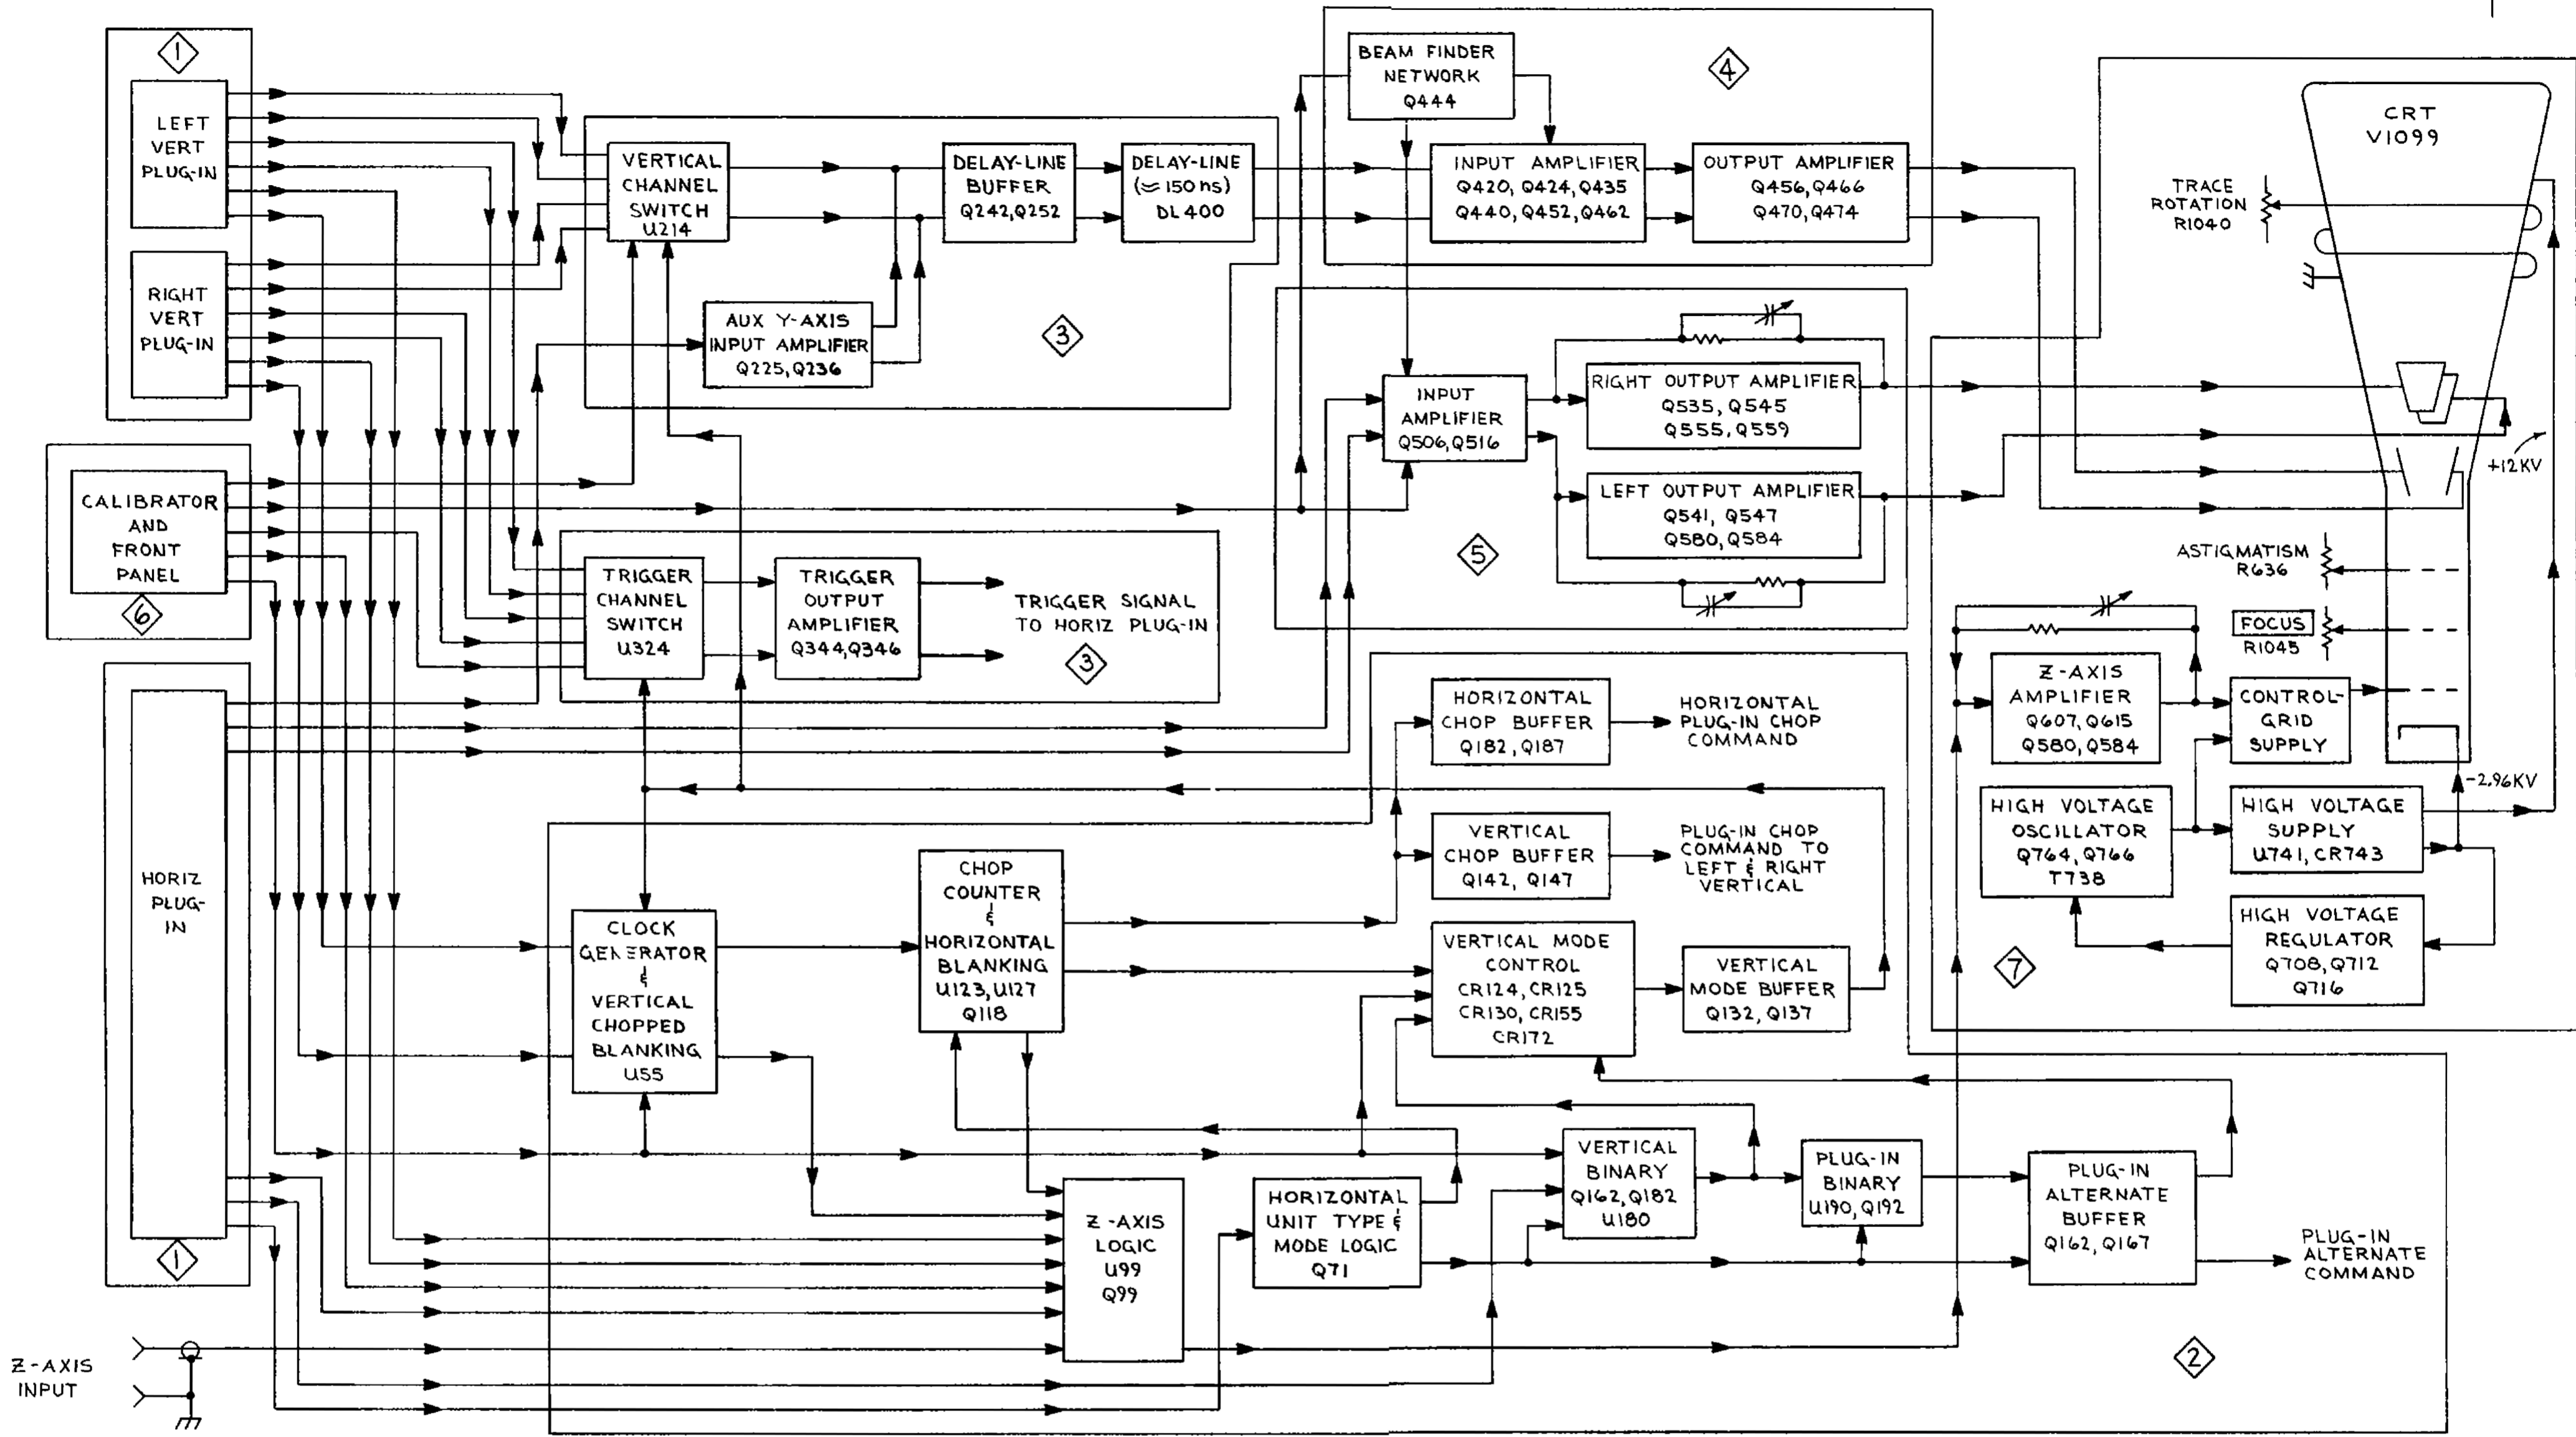 1
LEFT
VERT
PLUG-IN
RIGHT
VERT
PLUG-IN
CALIBRATOR
AND
FRONT
PANEL
6
HORIZ
PLUG-
IN
1
Z-AXIS
INPUT
VERTICAL
CHANNEL
SWITCH
U214
DELAY-LINE
BUFFER
Q242,Q252
DELAY-LINE
(≈150 ns)
DL400
AUX Y-AXIS
INPUT AMPLIFIER
Q225,Q236
3
BEAM FINDER
NETWORK
Q444
4
INPUT AMPLIFIER
Q420, Q424, Q435
Q440, Q452, Q462
OUTPUT AMPLIFIER
Q456, Q466
Q470, Q474
INPUT
AMPLIFIER
Q506,Q516
RIGHT OUTPUT AMPLIFIER
Q535, Q545
Q555, Q559
LEFT OUTPUT AMPLIFIER
Q541, Q547
Q580, Q584
5
TRIGGER
CHANNEL
SWITCH
U324
TRIGGER
OUTPUT
AMPLIFIER
Q344,Q346
TRIGGER SIGNAL
TO HORIZ PLUG-IN
3
CRT
V1099
TRACE
ROTATION
R1040
+12KV
ASTIGMATISM
R636
FOCUS
R1045
Z-AXIS
AMPLIFIER
Q607, Q615
Q580, Q584
CONTROL-
GRID
SUPPLY
-2.96KV
HIGH VOLTAGE
OSCILLATOR
Q764, Q766
T738
HIGH VOLTAGE
SUPPLY
U741, CR743
HIGH VOLTAGE
REGULATOR
Q708, Q712
Q716
7
HORIZONTAL
CHOP BUFFER
Q182, Q187
HORIZONTAL
PLUG-IN CHOP
COMMAND
VERTICAL
CHOP BUFFER
Q142, Q147
PLUG-IN CHOP
COMMAND TO
LEFT & RIGHT
VERTICAL
CLOCK
GENERATOR
&
VERTICAL
CHOPPED
BLANKING
U55
CHOP
COUNTER
&
HORIZONTAL
BLANKING
U123, U127
Q118
VERTICAL MODE
CONTROL
CR124, CR125
CR130, CR155
CR172
VERTICAL
MODE BUFFER
Q132, Q137
Z-AXIS
LOGIC
U99
Q99
HORIZONTAL
UNIT TYPE &
MODE LOGIC
Q71
VERTICAL
BINARY
Q162, Q182
U180
PLUG-IN
BINARY
U190, Q192
PLUG-IN
ALTERNATE
BUFFER
Q162, Q167
PLUG-IN
ALTERNATE
COMMAND
2